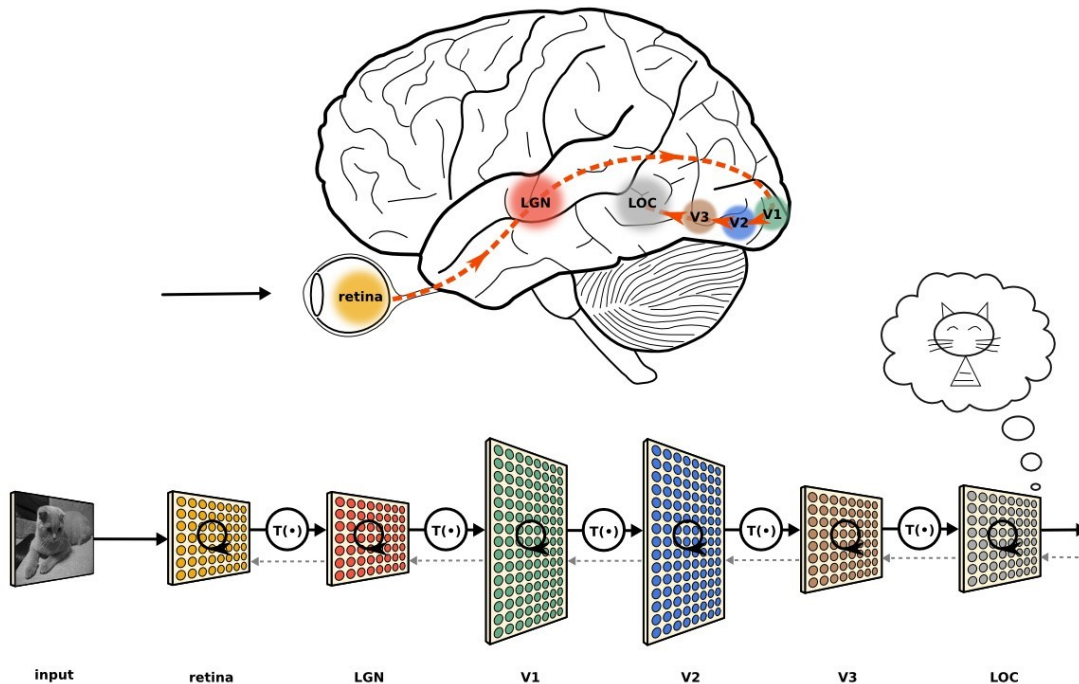 LGN
LOC
V3
V2
V1
retina
T(•)
T(•)
T(•)
T(•)
T(•)
input
retina
LGN
V1
V2
V3
LOC